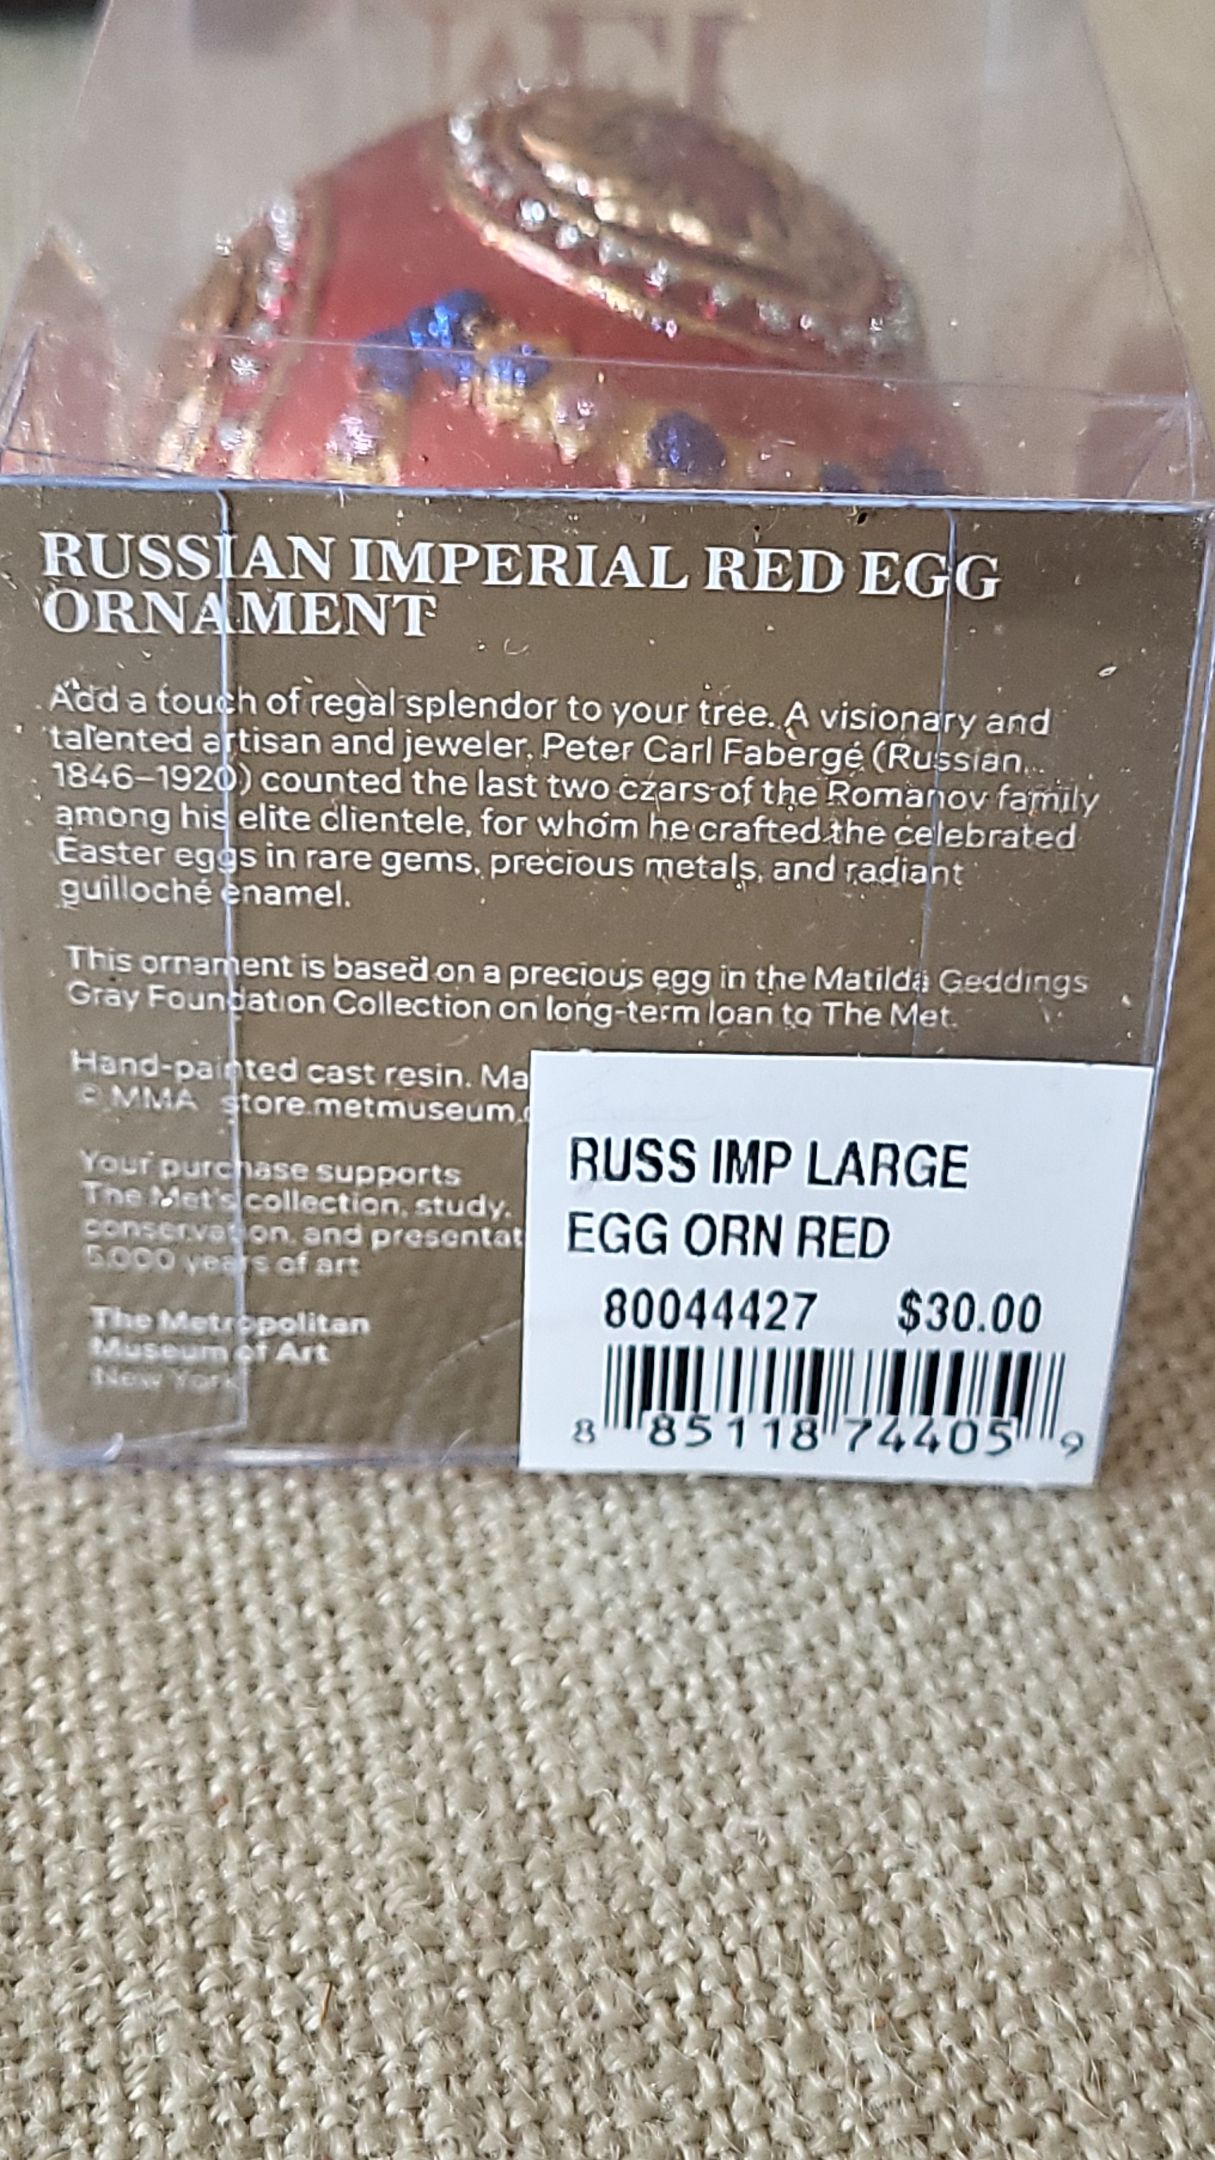 RUSSIAN IMPERIAL RED EGG
ORNAMENT
Add a touch of regal splendor to your tree. A visionary and
talented artisan and jeweler, Peter Carl Fabergé (Russian,
1846–1920) counted the last two czars of the Romanov family
among his elite clientele, for whom he crafted the celebrated
Easter eggs in rare gems, precious metals, and radiant
guilloché enamel.
This ornament is based on a precious egg in the Matilda Geddings
Gray Foundation Collection on long-term loan to The Met.
Hand-painted cast resin. Ma
© MMA store.metmuseum.
Your purchase supports
The Met's collection, study,
conservation, and presentat
5,000 years of art
The Metropolitan
Museum of Art
New York
RUSS IMP LARGE
EGG ORN RED
80044427 $30.00
8 85118 74405 9